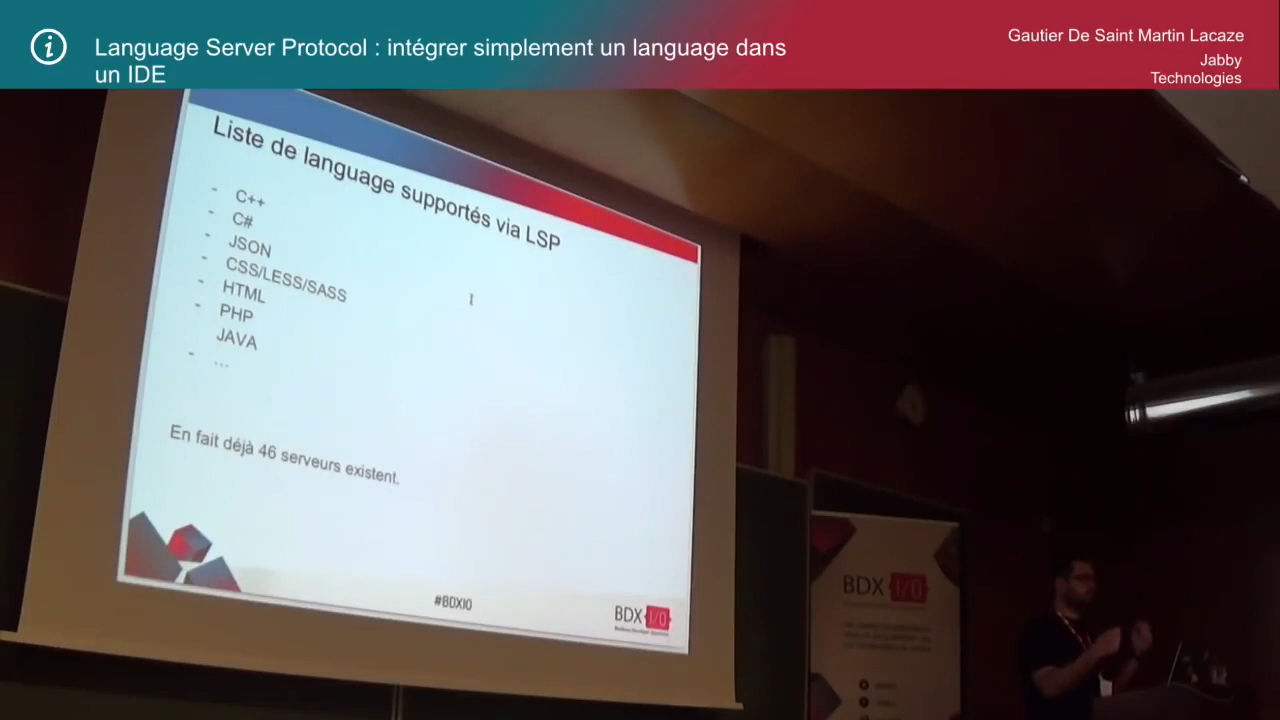 Language Server Protocol : intégrer simplement un language dans
un IDE
Gautier De Saint Martin Lacaze
Jabby
Technologies
Liste de language supportés via LSP
- C++
- C#
- JSON
- CSS/LESS/SASS
- HTML
- PHP
JAVA
- ...
En fait déjà 46 serveurs existent.
#BDXIO
BDX I/O
BDX I/O